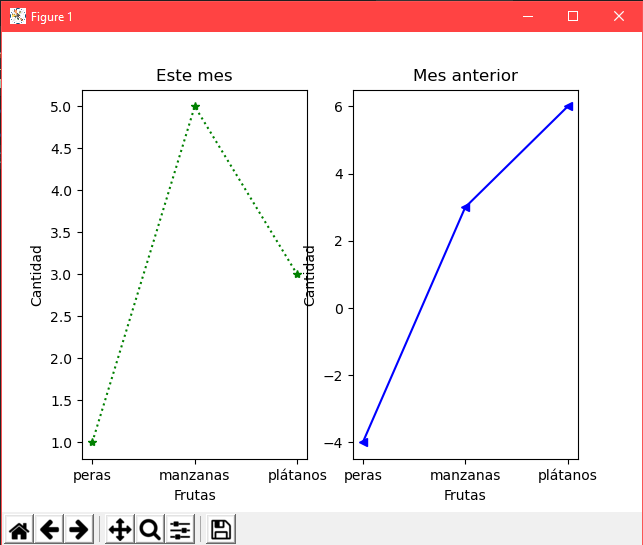 Figure 1
Este mes
Cantidad
5.0
4.5
4.0
3.5
3.0
2.5
2.0
1.5
1.0
peras manzanas plátanos
Frutas
Mes anterior
Cantidad
6
4
2
0
−2
−4
peras manzanas plátanos
Frutas